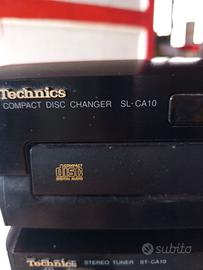 Technics
COMPACT DISC CHANGER SL-CA10
COMPACT
disc
DIGITAL AUDIO
Technics
STEREO TUNER ST-CA10
subito